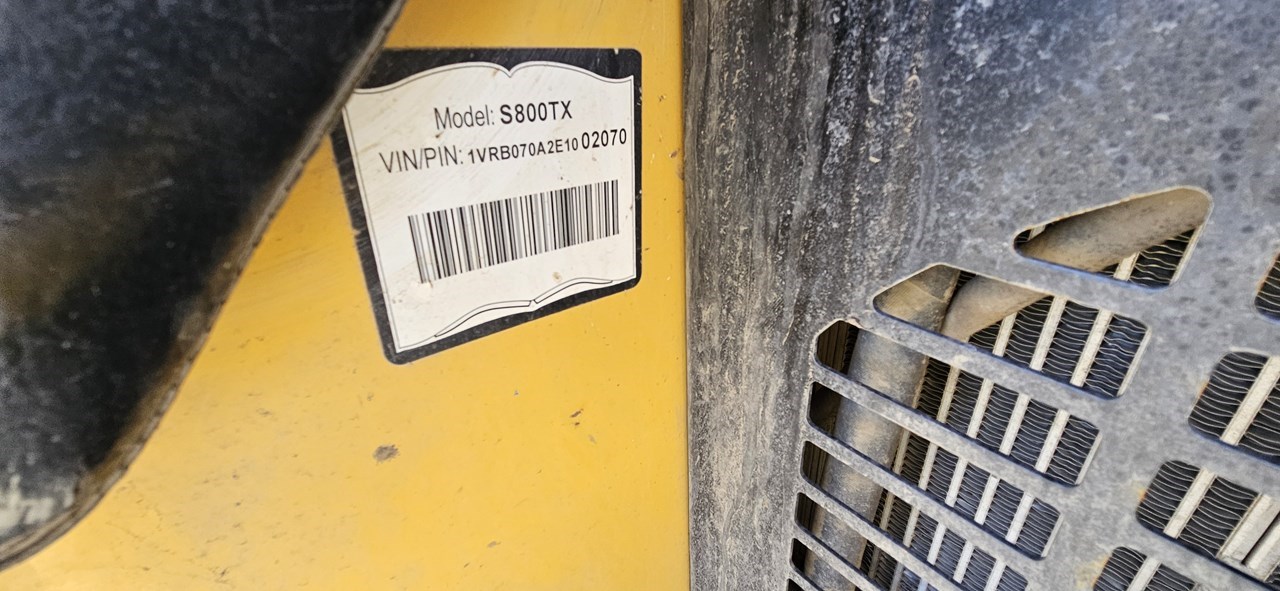 Model: S800TX
VIN/PIN: 1VRB070A2E1002070